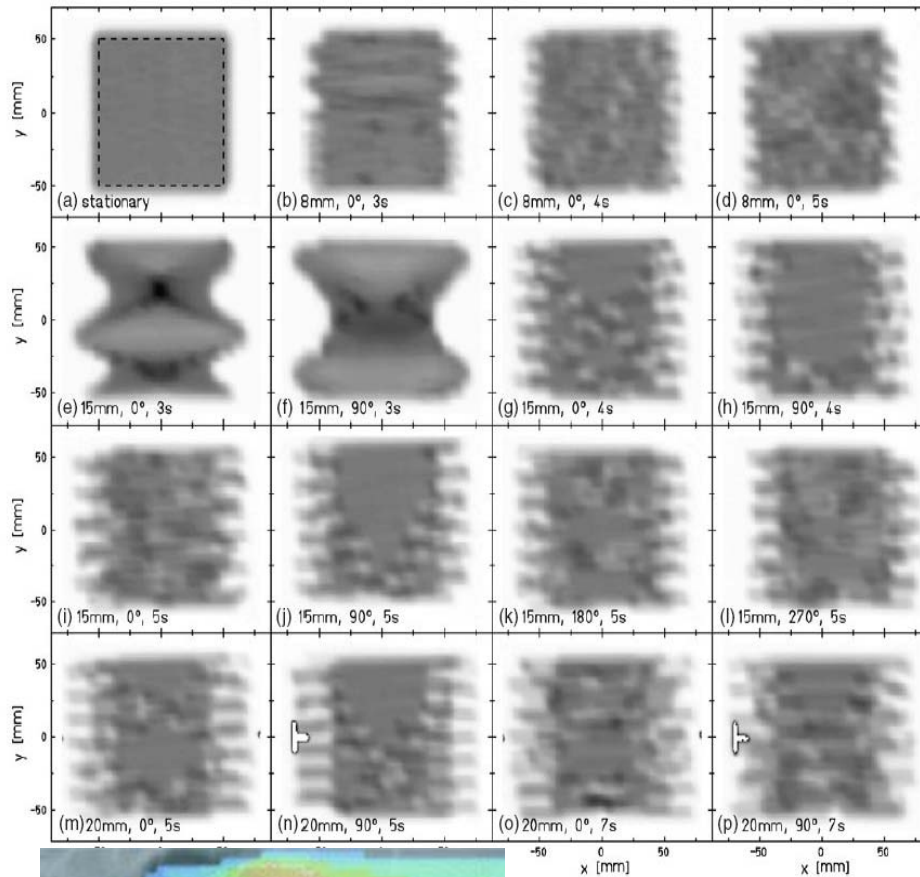 y [mm] 50 0 -50
(a) stationary (b) 8mm, 0°, 3s (c) 8mm, 0°, 4s (d) 8mm, 0°, 5s
y [mm] 50 0 -50
(e) 15mm, 0°, 3s (f) 15mm, 90°, 3s (g) 15mm, 0°, 4s (h) 15mm, 90°, 4s
y [mm] 50 0 -50
(i) 15mm, 0°, 5s (j) 15mm, 90°, 5s (k) 15mm, 180°, 5s (l) 15mm, 270°, 5s
y [mm] 50 0 -50
(m) 20mm, 0°, 5s (n) 20mm, 90°, 5s (o) 20mm, 0°, 7s (p) 20mm, 90°, 7s
-50 0 50 -50 0 50
x [mm] x [mm]